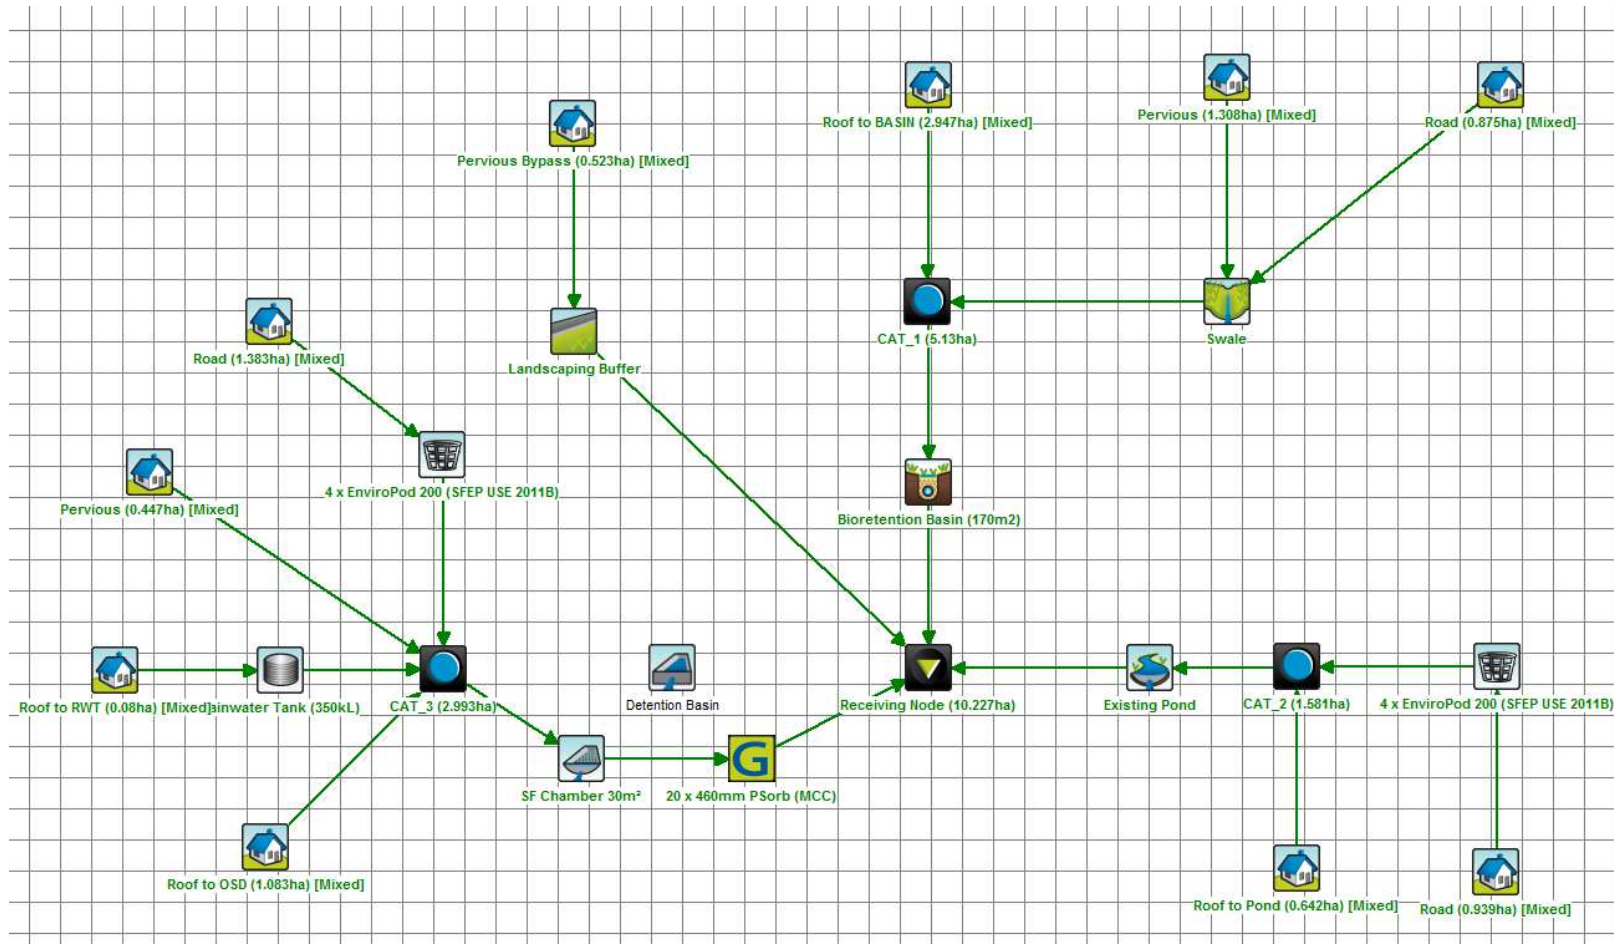 Roof to BASIN (2.947ha) [Mixed]
Pervious (1.308ha) [Mixed]
Road (0.875ha) [Mixed]
Pervious Bypass (0.523ha) [Mixed]
CAT_1 (5.13ha)
Swale
Road (1.383ha) [Mixed]
Landscaping Buffer
4 x EnviroPod 200 (SFEP USE 2011B)
Pervious (0.447ha) [Mixed]
Bioretention Basin (170m2)
Roof to RWT (0.08ha) [Mixed]
ainwater Tank (350kL)
CAT_3 (2.993ha)
Detention Basin
Receiving Node (10.227ha)
Existing Pond
CAT_2 (1.581ha)
4 x EnviroPod 200 (SFEP USE 2011B)
SF Chamber 30m²
G
20 x 460mm PSorb (MCC)
Roof to OSD (1.083ha) [Mixed]
Roof to Pond (0.642ha) [Mixed]
Road (0.939ha) [Mixed]